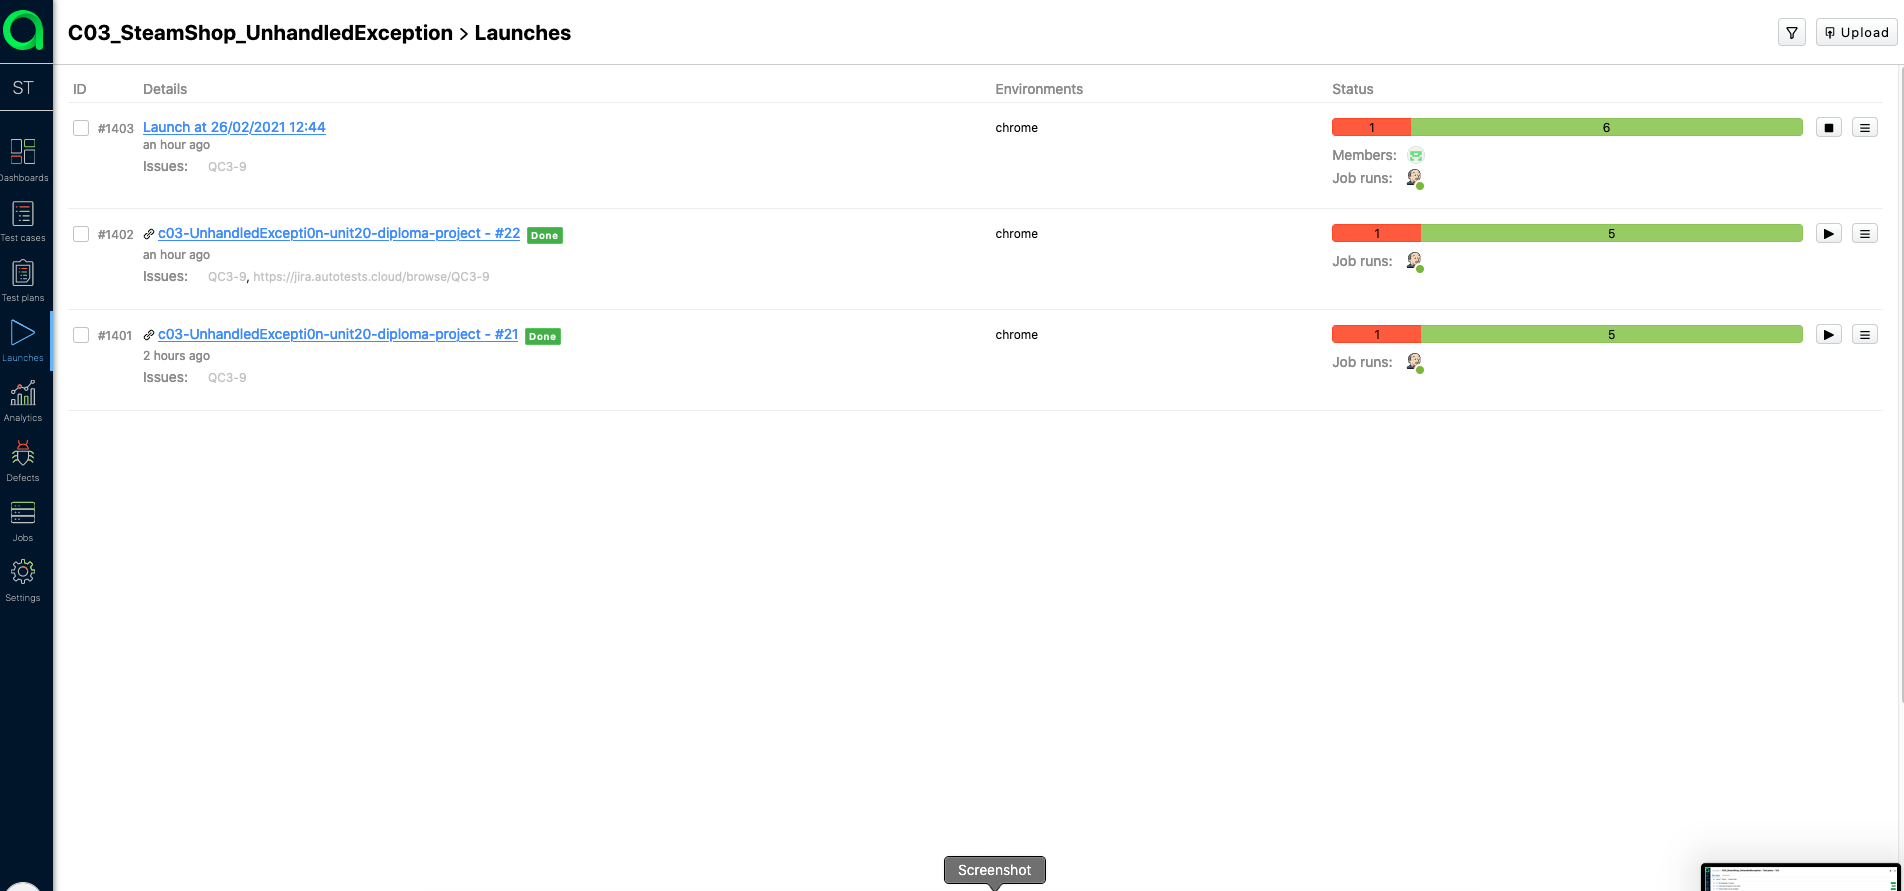 C03_SteamShop_UnhandledException > Launches
Upload
ST
Dashboards
Test cases
Test plans
Launches
Analytics
Defects
Jobs
Settings
ID Details Environments Status
#1403 Launch at 26/02/2021 12:44 chrome 1 6
an hour ago
Members:
Issues: QC3-9
Job runs:
#1402 c03-UnhandledExcepti0n-unit20-diploma-project - #22 Done chrome 1 5
an hour ago
Job runs:
Issues: QC3-9, https://jira.autotests.cloud/browse/QC3-9
#1401 c03-UnhandledExcepti0n-unit20-diploma-project - #21 Done chrome 1 5
2 hours ago
Job runs:
Issues: QC3-9
Screenshot